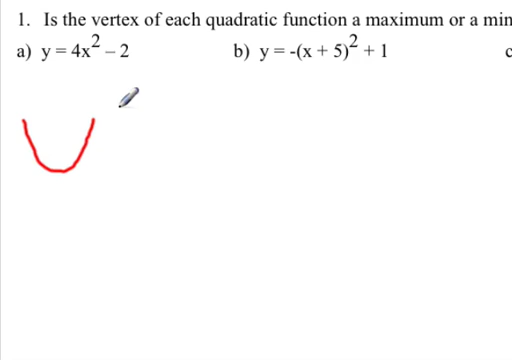 1. Is the vertex of each quadratic function a maximum or a min
a) y = 4x² – 2 b) y = -(x + 5)² + 1 c